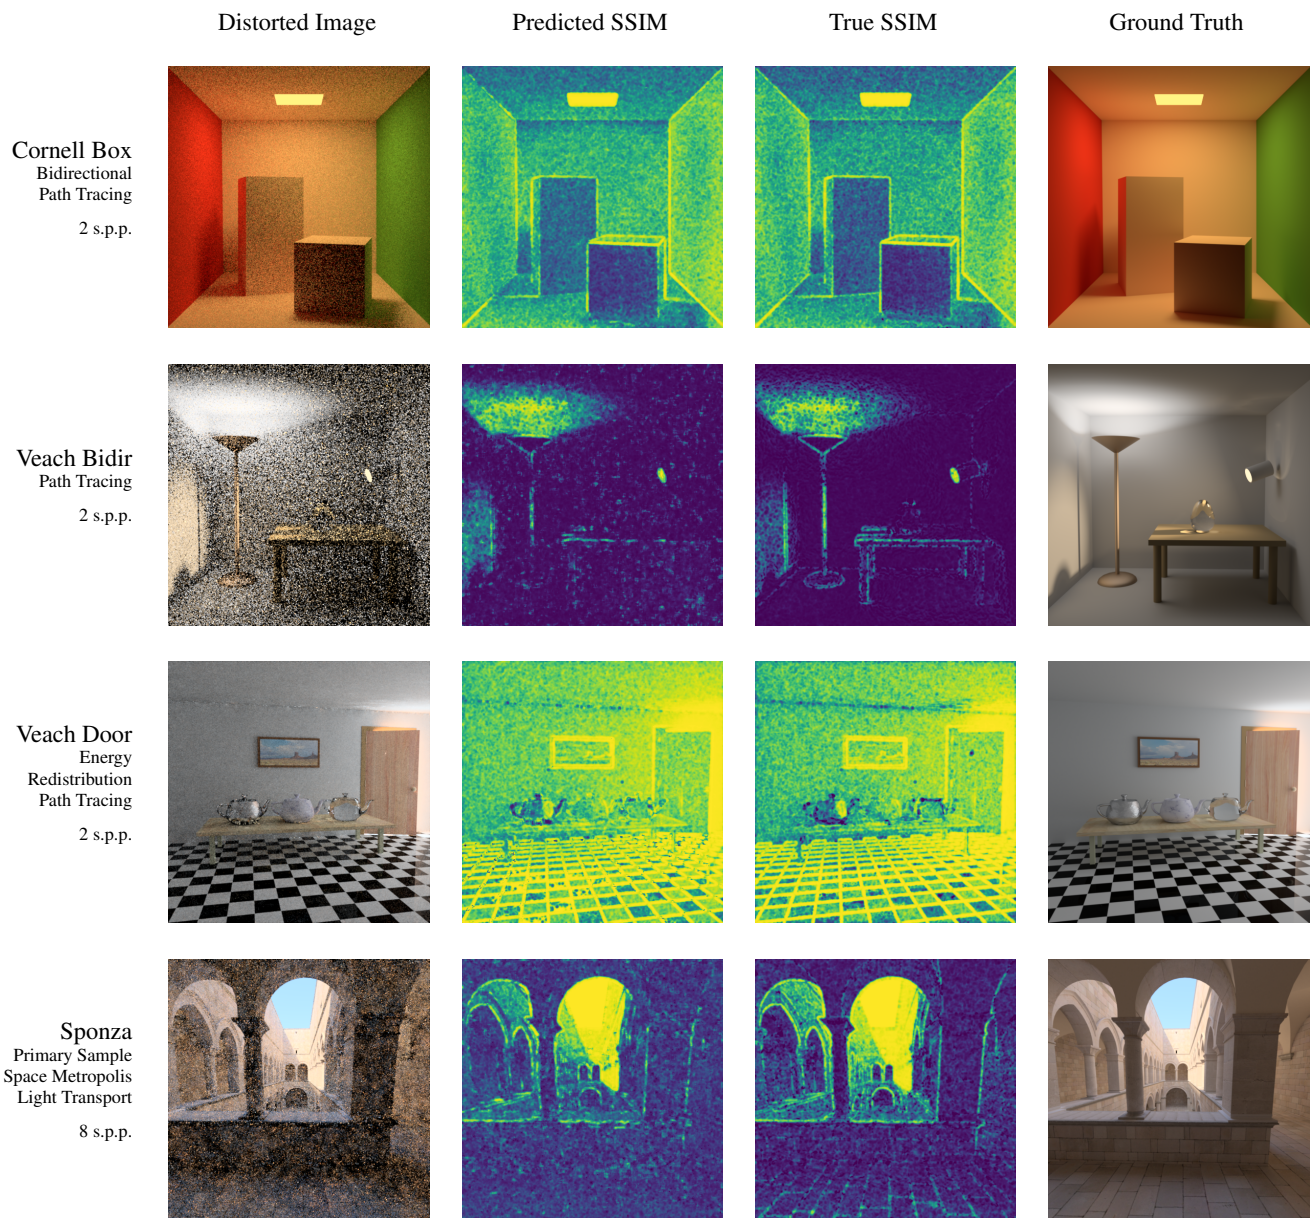 Distorted Image
Predicted SSIM
True SSIM
Ground Truth
Cornell Box
Bidirectional
Path Tracing
2 s.p.p.
Veach Bidir
Path Tracing
2 s.p.p.
Veach Door
Energy
Redistribution
Path Tracing
2 s.p.p.
Sponza
Primary Sample
Space Metropolis
Light Transport
8 s.p.p.